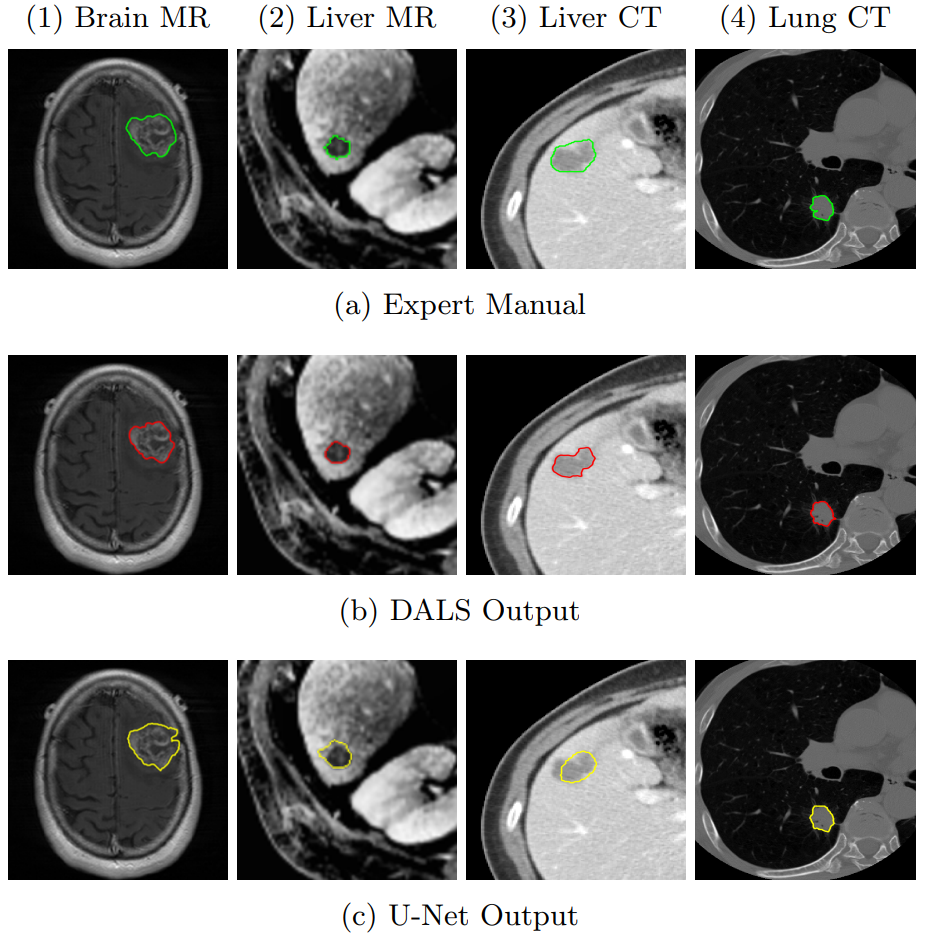 (1) Brain MR (2) Liver MR (3) Liver CT (4) Lung CT
(a) Expert Manual
(b) DALS Output
(c) U-Net Output